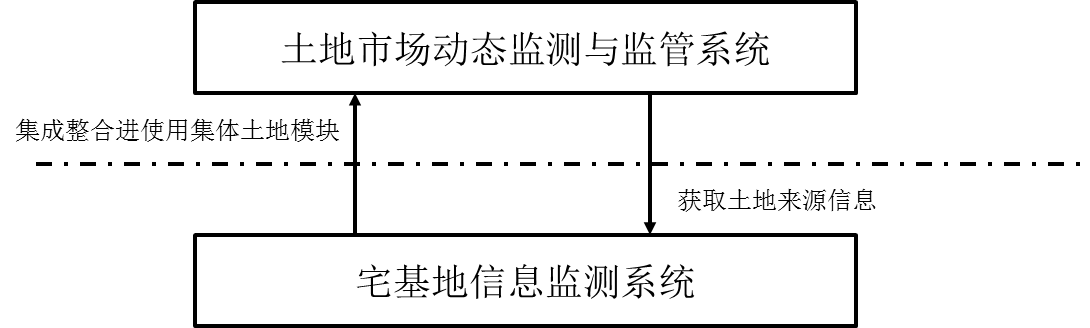 土地市场动态监测与监管系统
集成整合进使用集体土地模块
获取土地来源信息
宅基地信息监测系统